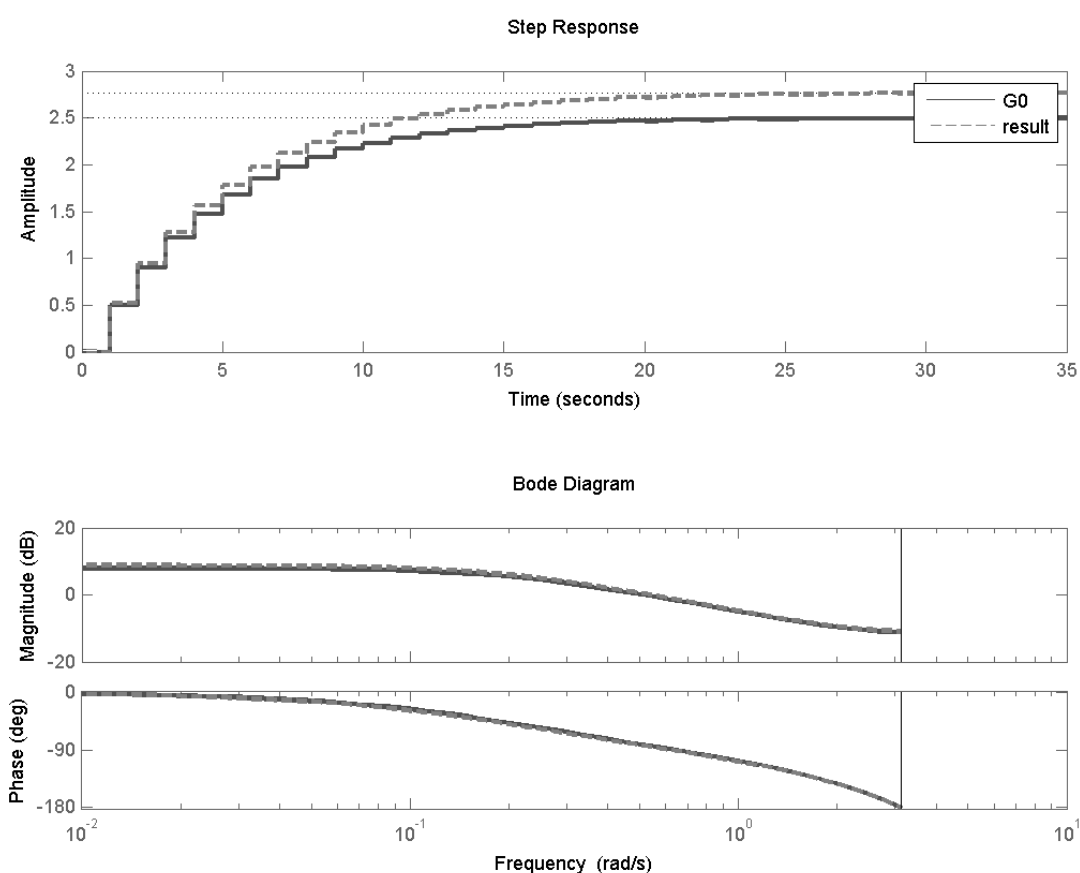 Step Response
3
2.5
2
1.5
1
0.5
0
Amplitude
G0
result
0 5 10 15 20 25 30 35
Time (seconds)
Bode Diagram
20
0
-20
Magnitude (dB)
0
-90
-180
Phase (deg)
10^-2 10^-1 10^0 10^1
Frequency (rad/s)